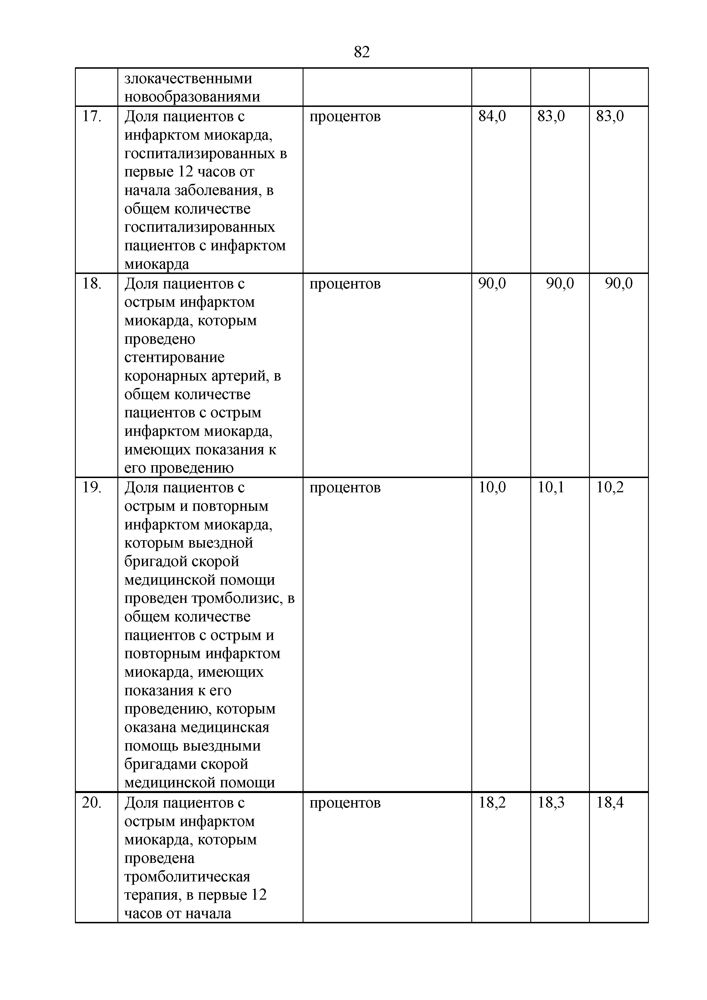 82
злокачественными
новообразованиями
17. Доля пациентов с процентов 84,0 83,0 83,0
инфарктом миокарда,
госпитализированных в
первые 12 часов от
начала заболевания, в
общем количестве
госпитализированных
пациентов с инфарктом
миокарда
18. Доля пациентов с процентов 90,0 90,0 90,0
острым инфарктом
миокарда, которым
проведено
стентирование
коронарных артерий, в
общем количестве
пациентов с острым
инфарктом миокарда,
имеющих показания к
его проведению
19. Доля пациентов с процентов 10,0 10,1 10,2
острым и повторным
инфарктом миокарда,
которым выездной
бригадой скорой
медицинской помощи
проведен тромболизис, в
общем количестве
пациентов с острым и
повторным инфарктом
миокарда, имеющих
показания к его
проведению, которым
оказана медицинская
помощь выездными
бригадами скорой
медицинской помощи
20. Доля пациентов с процентов 18,2 18,3 18,4
острым инфарктом
миокарда, которым
проведена
тромболитическая
терапия, в первые 12
часов от начала